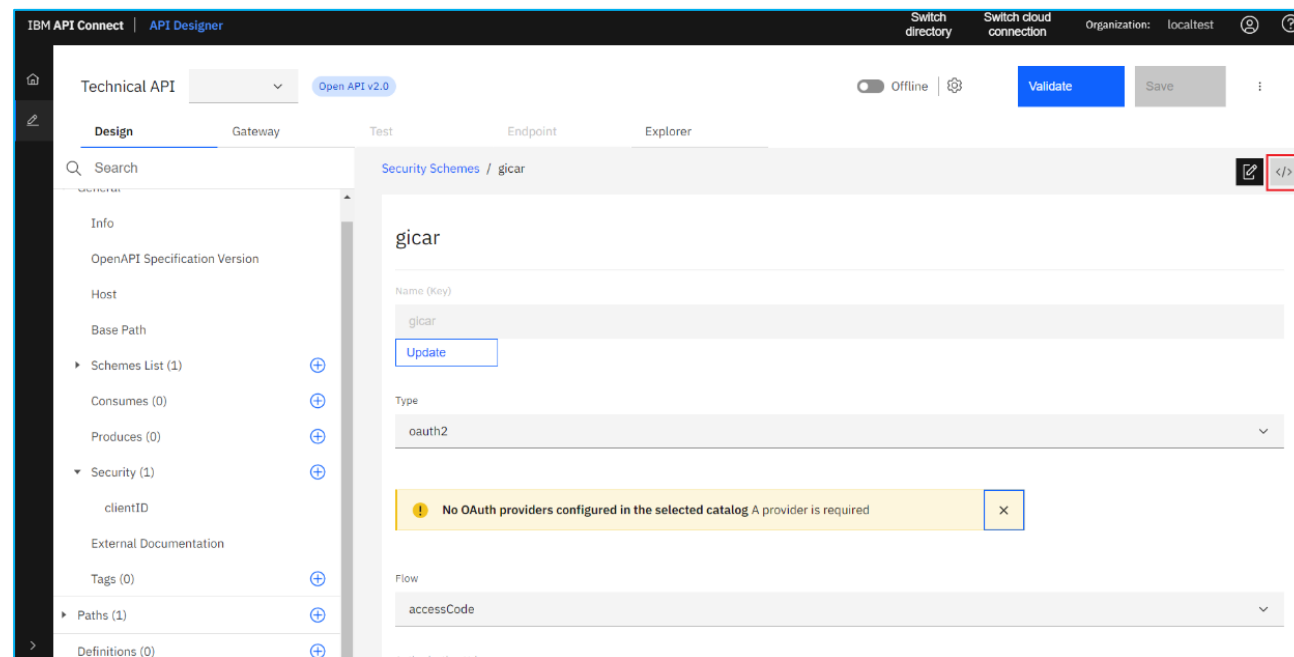 IBM API Connect | API Designer
Switch directory
Switch cloud connection
Organization: localtest
Technical API
Open API v2.0
Offline
Validate
Save
Design
Gateway
Test
Endpoint
Explorer
Search
General
Info
OpenAPI Specification Version
Host
Base Path
Schemes List (1)
Consumes (0)
Produces (0)
Security (1)
clientID
External Documentation
Tags (0)
Paths (1)
Definitions (0)
Security Schemes / gicar
</>
gicar
Name (Key)
gicar
Update
Type
oauth2
No OAuth providers configured in the selected catalog A provider is required
Flow
accessCode